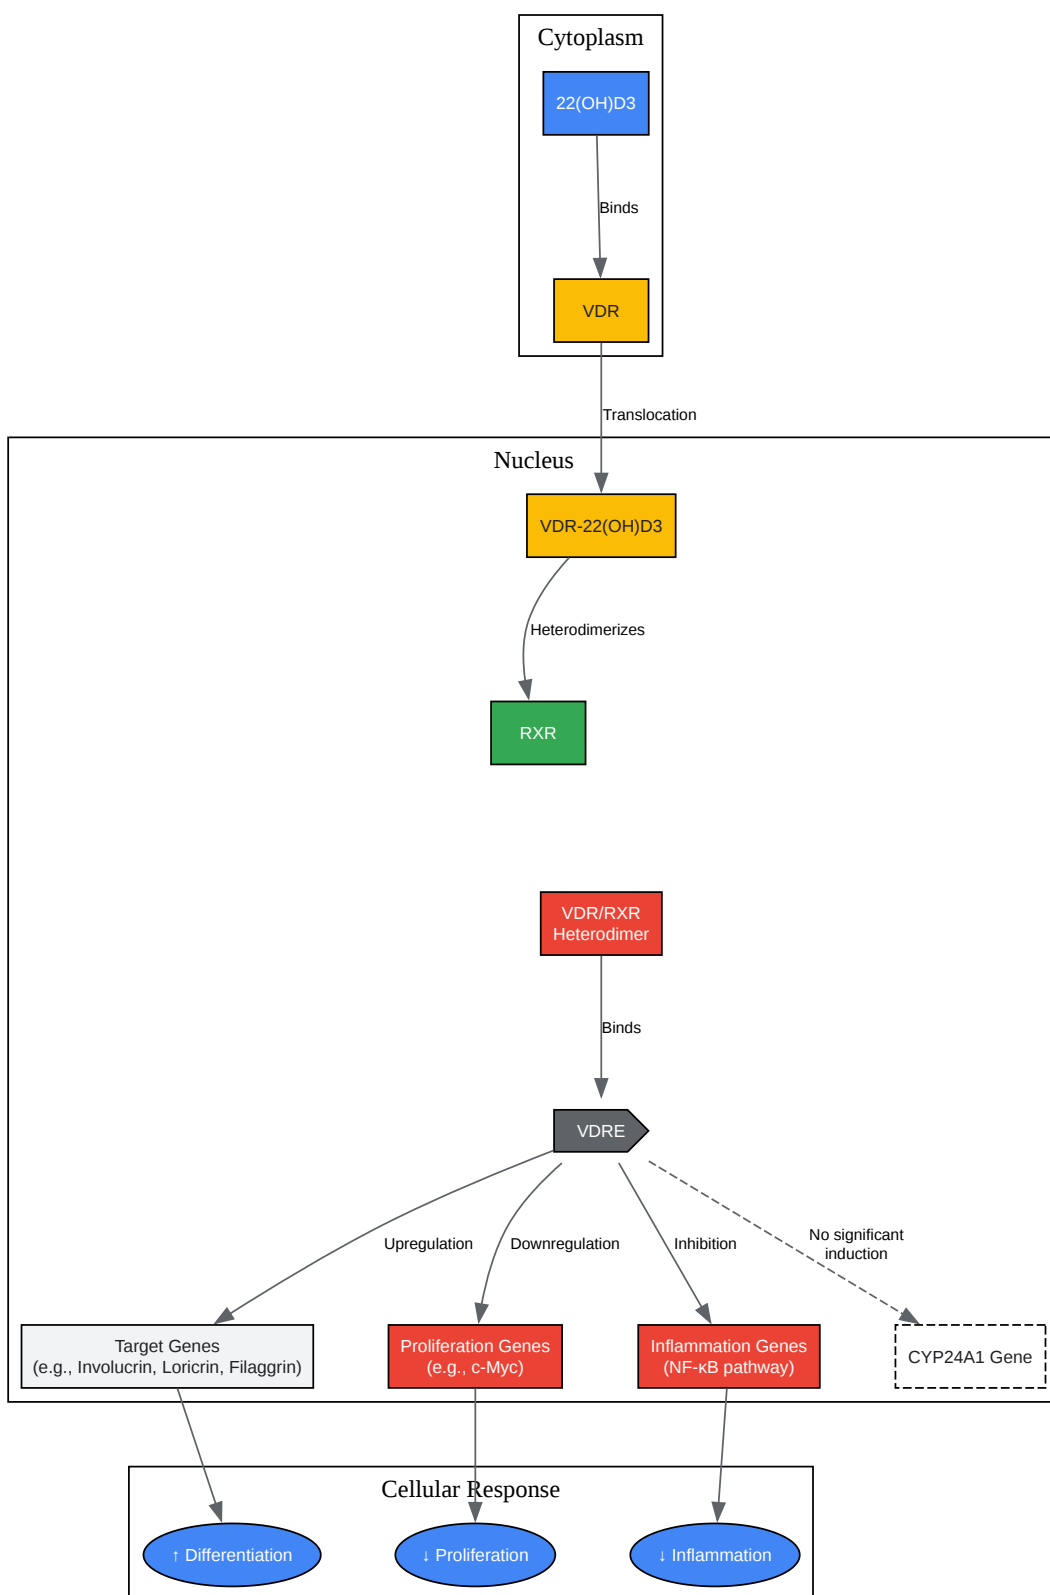 Cytoplasm
22(OH)D3
Binds
VDR
Translocation
Nucleus
VDR-22(OH)D3
Heterodimerizes
RXR
VDR/RXR
Heterodimer
Binds
VDRE
Upregulation
Downregulation
Inhibition
No significant
induction
Target Genes
(e.g., Involucrin, Loricrin, Filaggrin)
Proliferation Genes
(e.g., c-Myc)
Inflammation Genes
(NF-κB pathway)
CYP24A1 Gene
Cellular Response
↑ Differentiation
↓ Proliferation
↓ Inflammation